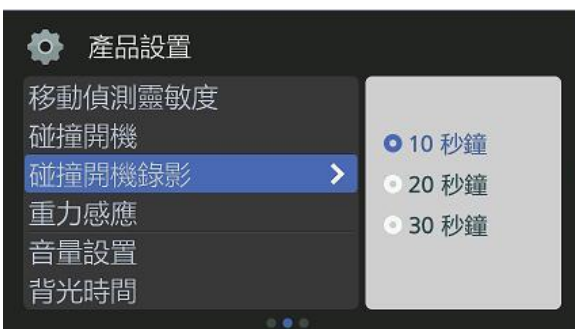 產品設置
移動偵測靈敏度
碰撞開機
碰撞開機錄影
重力感應
音量設置
背光時間
10 秒鐘
20 秒鐘
30 秒鐘